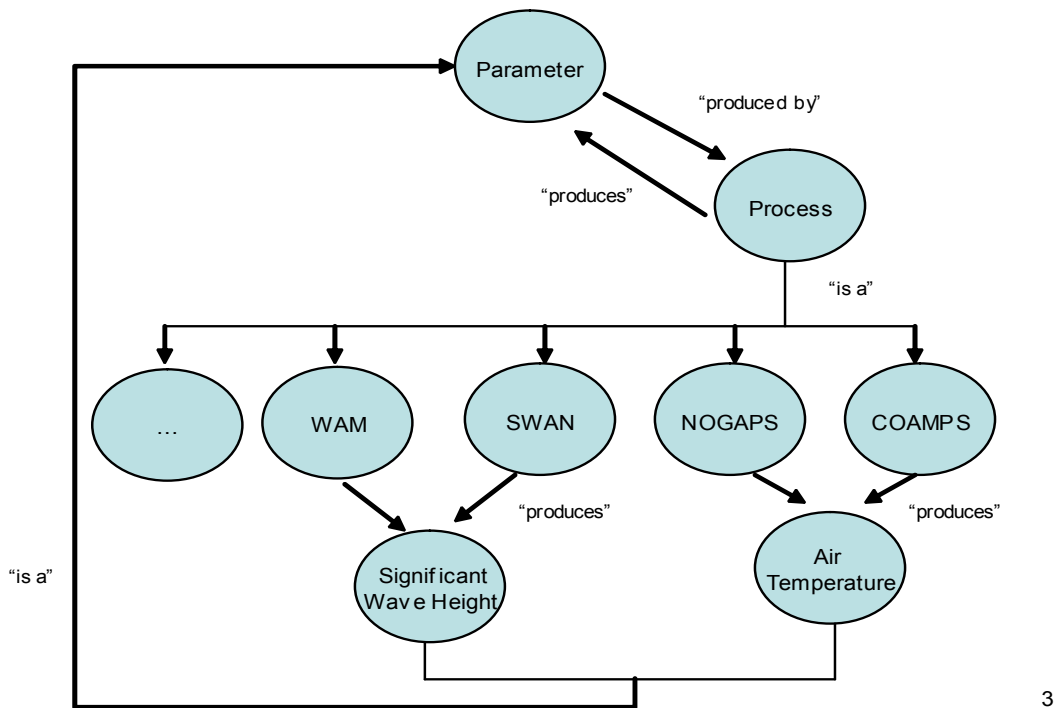 Parameter
“produced by”
“produces”
Process
“is a”
...
WAM
SWAN
NOGAPS
COAMPS
“produces”
“produces”
Significant
Wave Height
Air
Temperature
“is a”
3